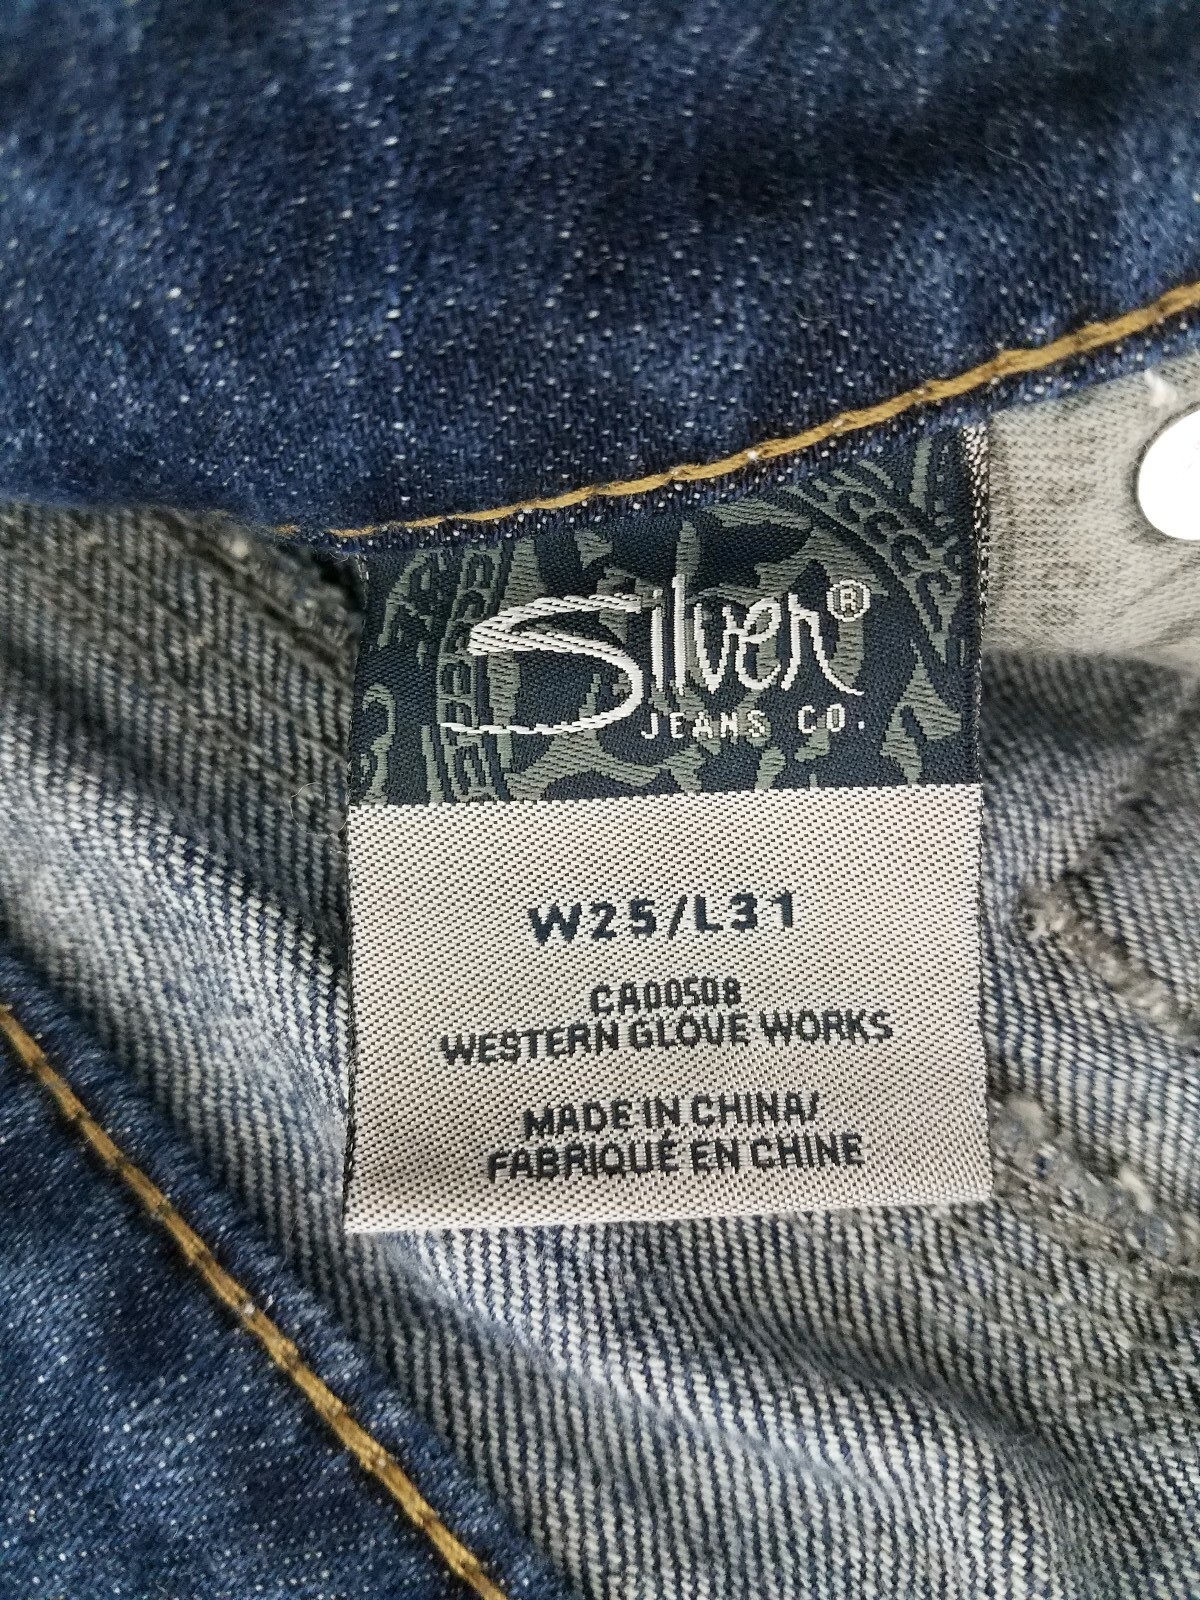 Silver®
JEANS CO.
W25/L31
CA00508
WESTERN GLOVE WORKS
MADE IN CHINA/
FABRIQUÉ EN CHINE